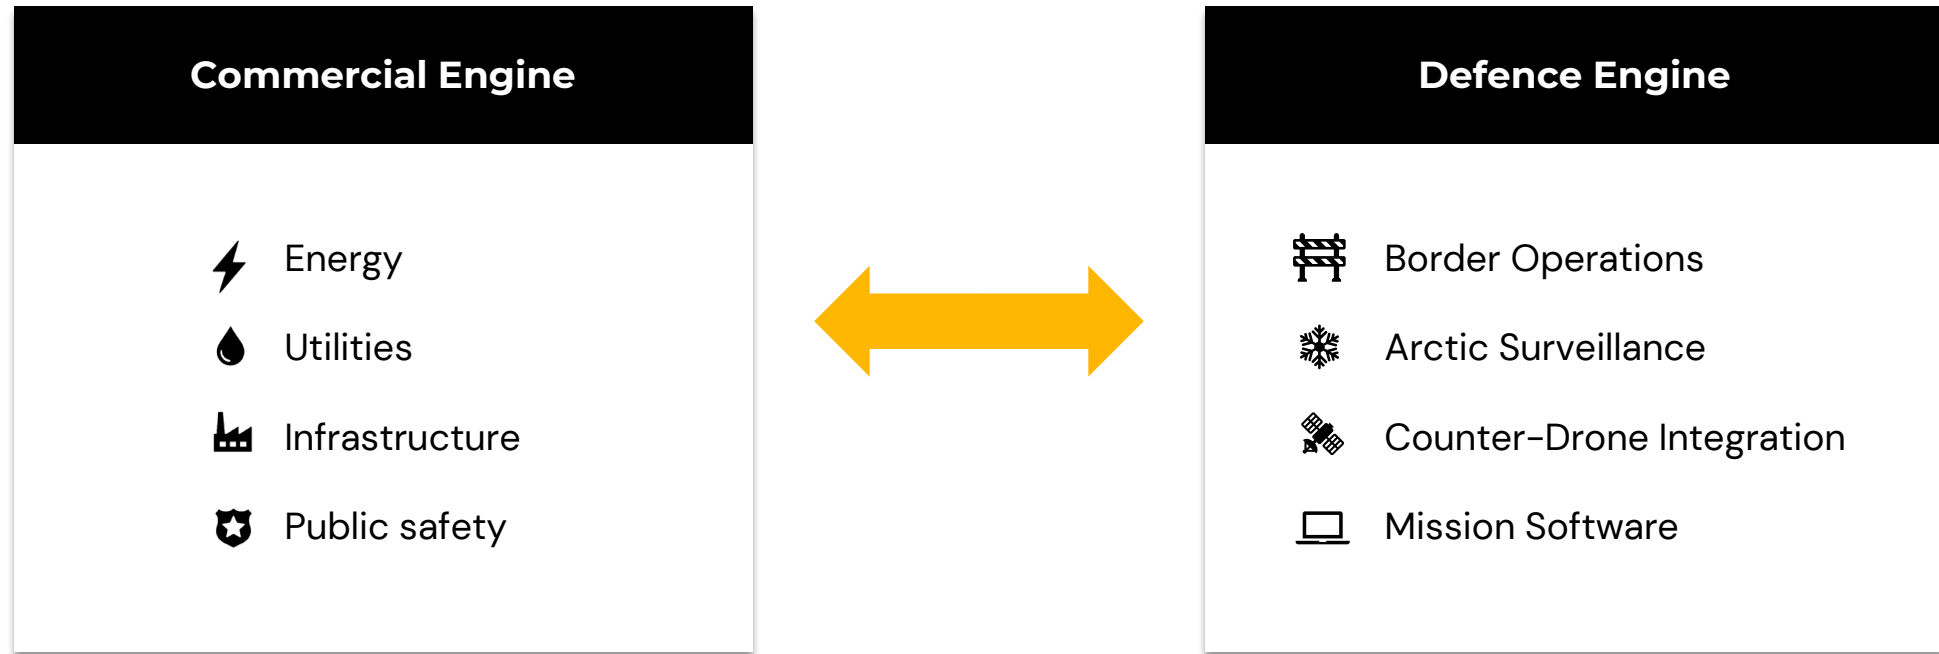 Commercial Engine
Energy
Utilities
Infrastructure
Public safety
Defence Engine
Border Operations
Arctic Surveillance
Counter-Drone Integration
Mission Software